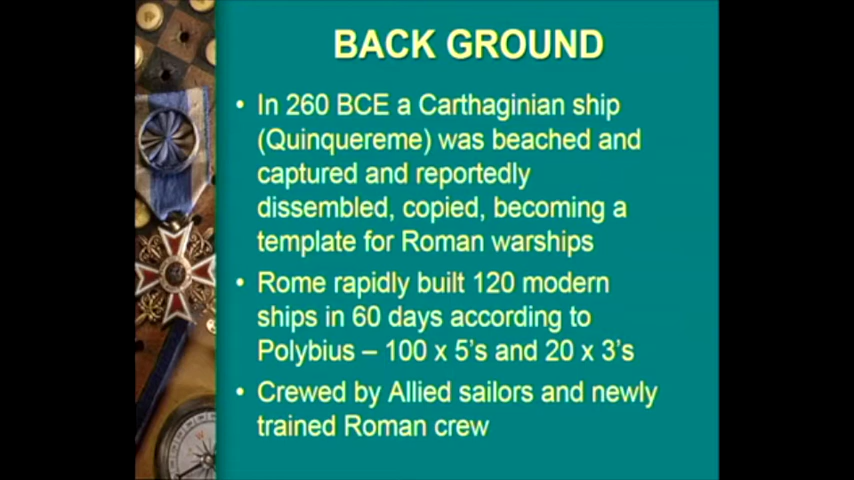 BACK GROUND
• In 260 BCE a Carthaginian ship
(Quinquereme) was beached and
captured and reportedly
dissembled, copied, becoming a
template for Roman warships
• Rome rapidly built 120 modern
ships in 60 days according to
Polybius – 100 x 5's and 20 x 3's
• Crewed by Allied sailors and newly
trained Roman crew